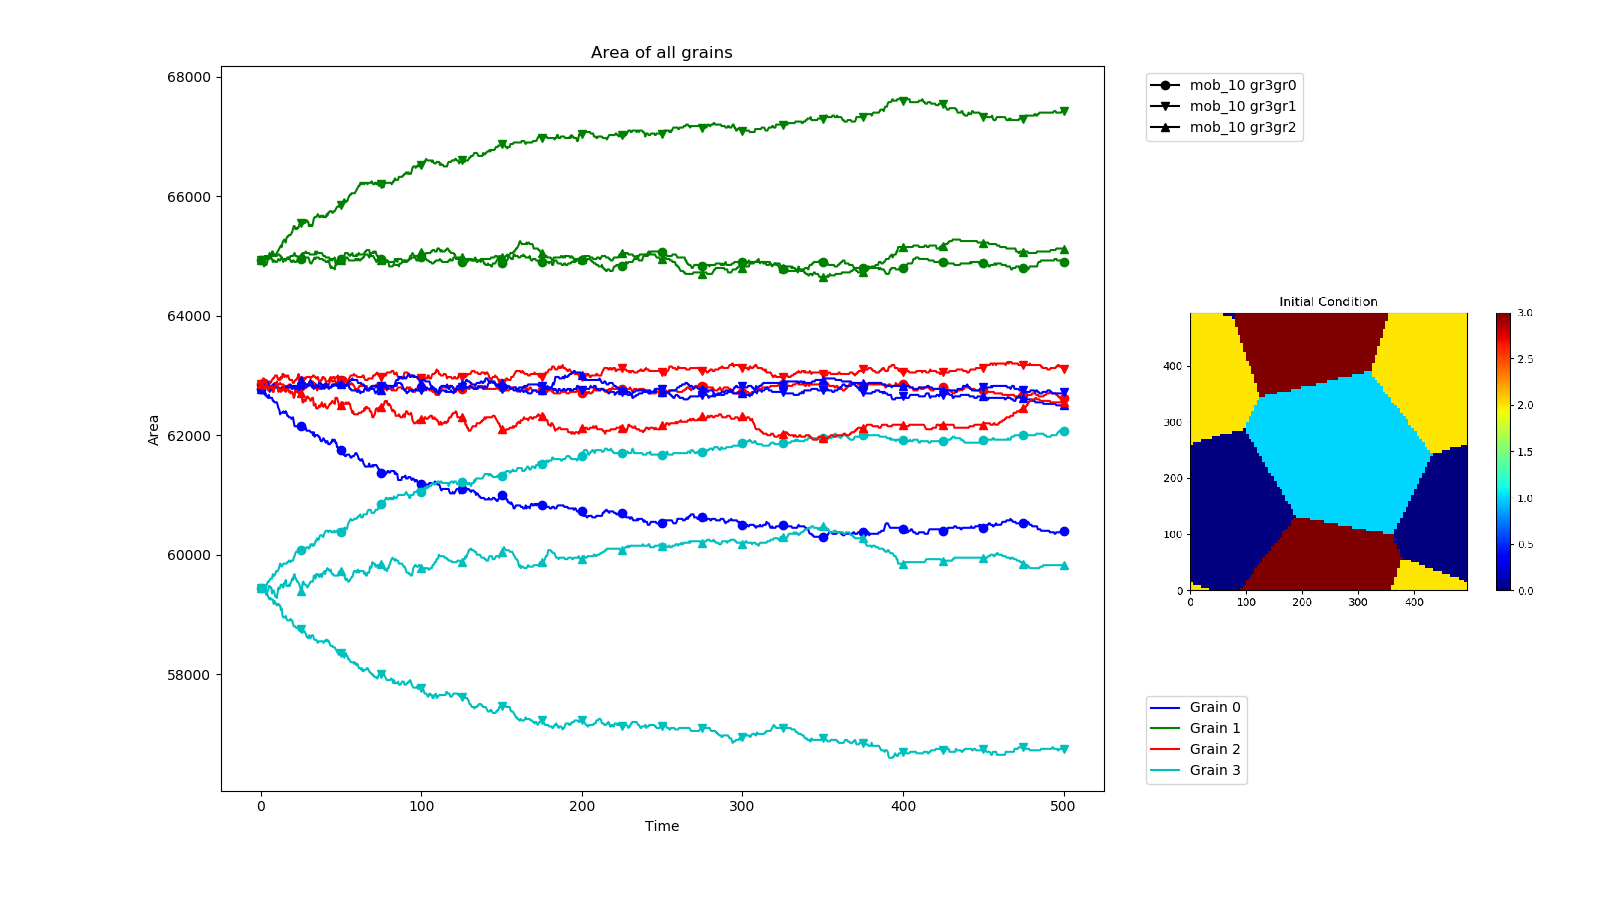 Area of all grains
68000
66000
64000
62000
60000
58000
Area
0
100
200
300
400
500
Time
mob_10 gr3gr0
mob_10 gr3gr1
mob_10 gr3gr2
Initial Condition
400
300
200
100
0
0
100
200
300
400
3.0
2.5
2.0
1.5
1.0
0.5
0.0
Grain 0
Grain 1
Grain 2
Grain 3